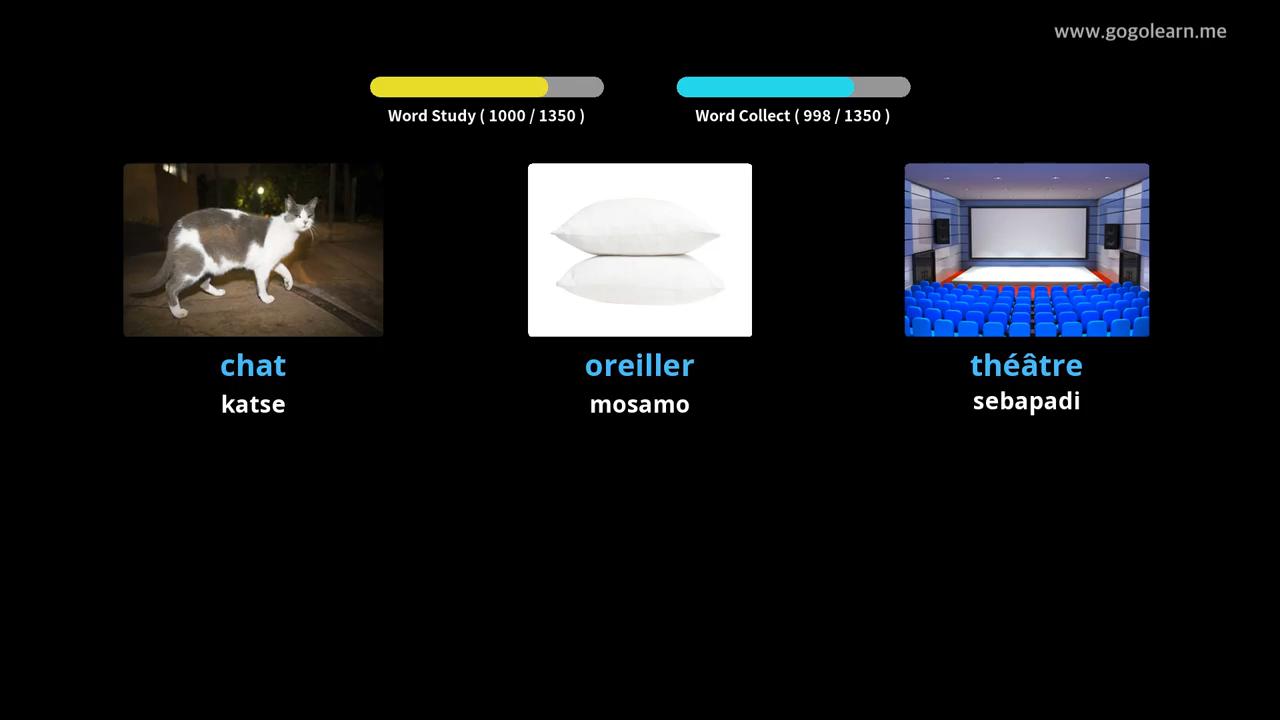 www.gogolearn.me
Word Study ( 1000 / 1350 )
Word Collect ( 998 / 1350 )
chat
katse
oreiller
mosamo
théâtre
sebapadi